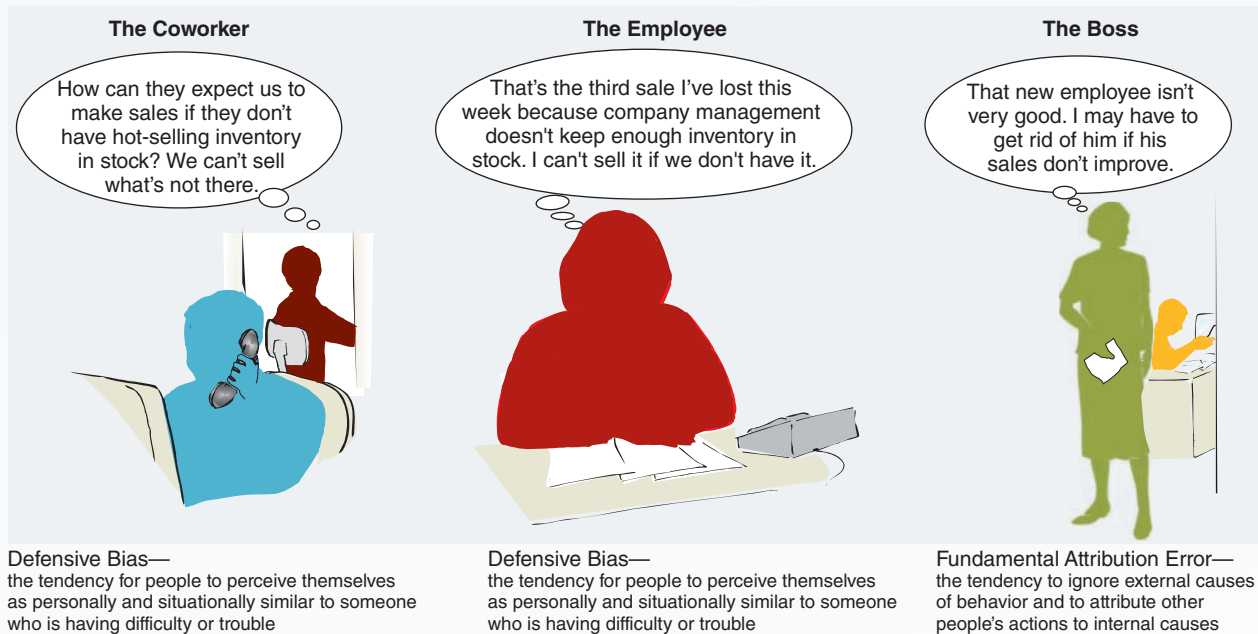 The Coworker
How can they expect us to
make sales if they don't
have hot-selling inventory
in stock? We can't sell
what's not there.
Defensive Bias—
the tendency for people to perceive themselves
as personally and situationally similar to someone
who is having difficulty or trouble
The Employee
That's the third sale I've lost this
week because company management
doesn't keep enough inventory in
stock. I can't sell it if we don't have it.
Defensive Bias—
the tendency for people to perceive themselves
as personally and situationally similar to someone
who is having difficulty or trouble
The Boss
That new employee isn't
very good. I may have to
get rid of him if his
sales don't improve.
Fundamental Attribution Error—
the tendency to ignore external causes
of behavior and to attribute other
people's actions to internal causes